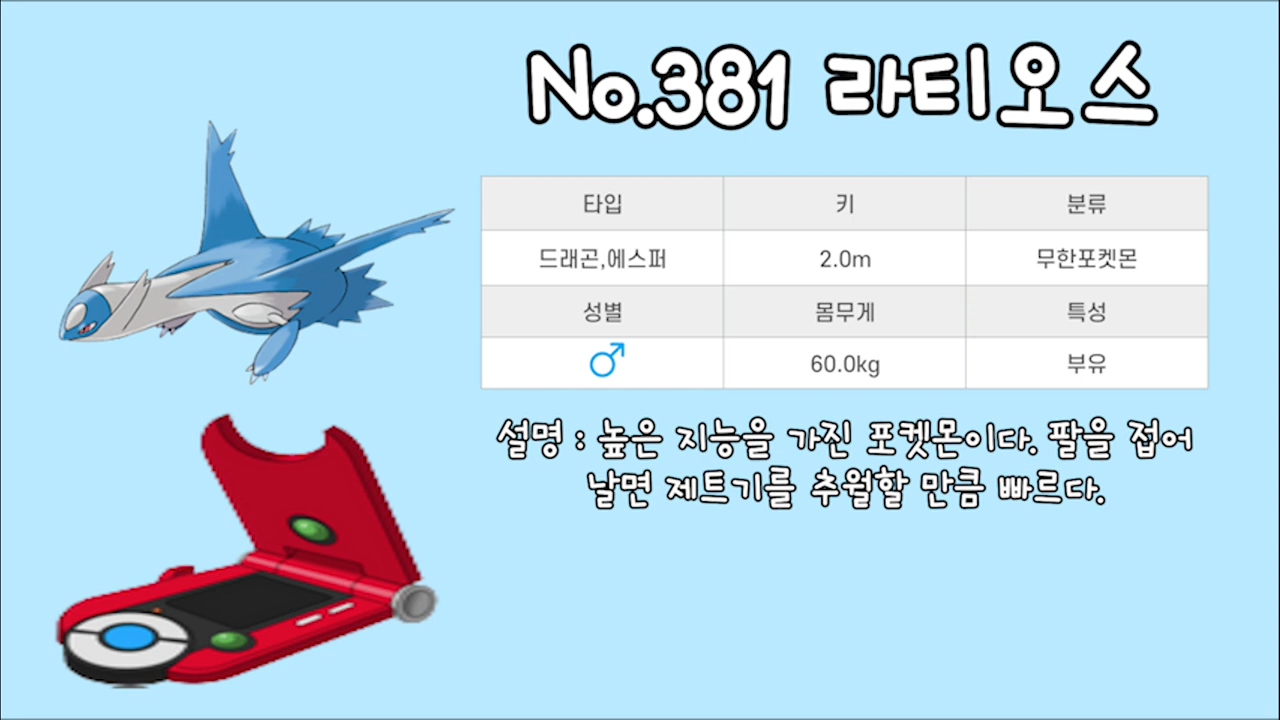 No.381 라티오스
타입 키 분류
드래곤,에스퍼 2.0m 무한포켓몬
성별 몸무게 특성
♂ 60.0kg 부유
설명 : 높은 지능을 가진 포켓몬이다. 팔을 접어
날면 제트기를 추월할 만큼 빠르다.